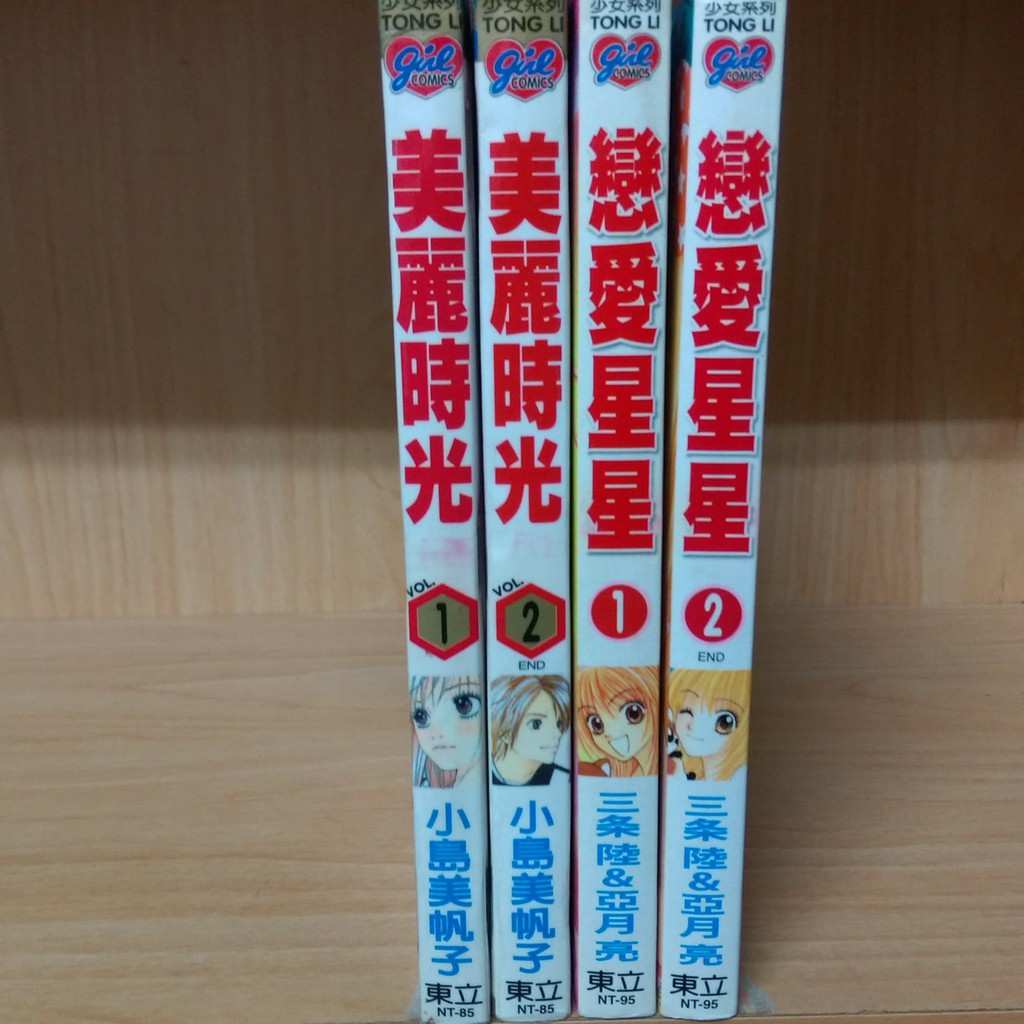 少女系列
TONG LI
girl
COMICS
美麗時光
VOL.
1
小島美帆子
東立
NT-85
少女系列
TONG LI
girl
COMICS
美麗時光
VOL.
2
END
小島美帆子
東立
NT-85
少女系列
TONG LI
girl
COMICS
戀愛星星
1
三条陸&亞月亮
東立
NT-95
少女系列
TONG LI
girl
COMICS
戀愛星星
2
END
三条陸&亞月亮
東立
NT-95